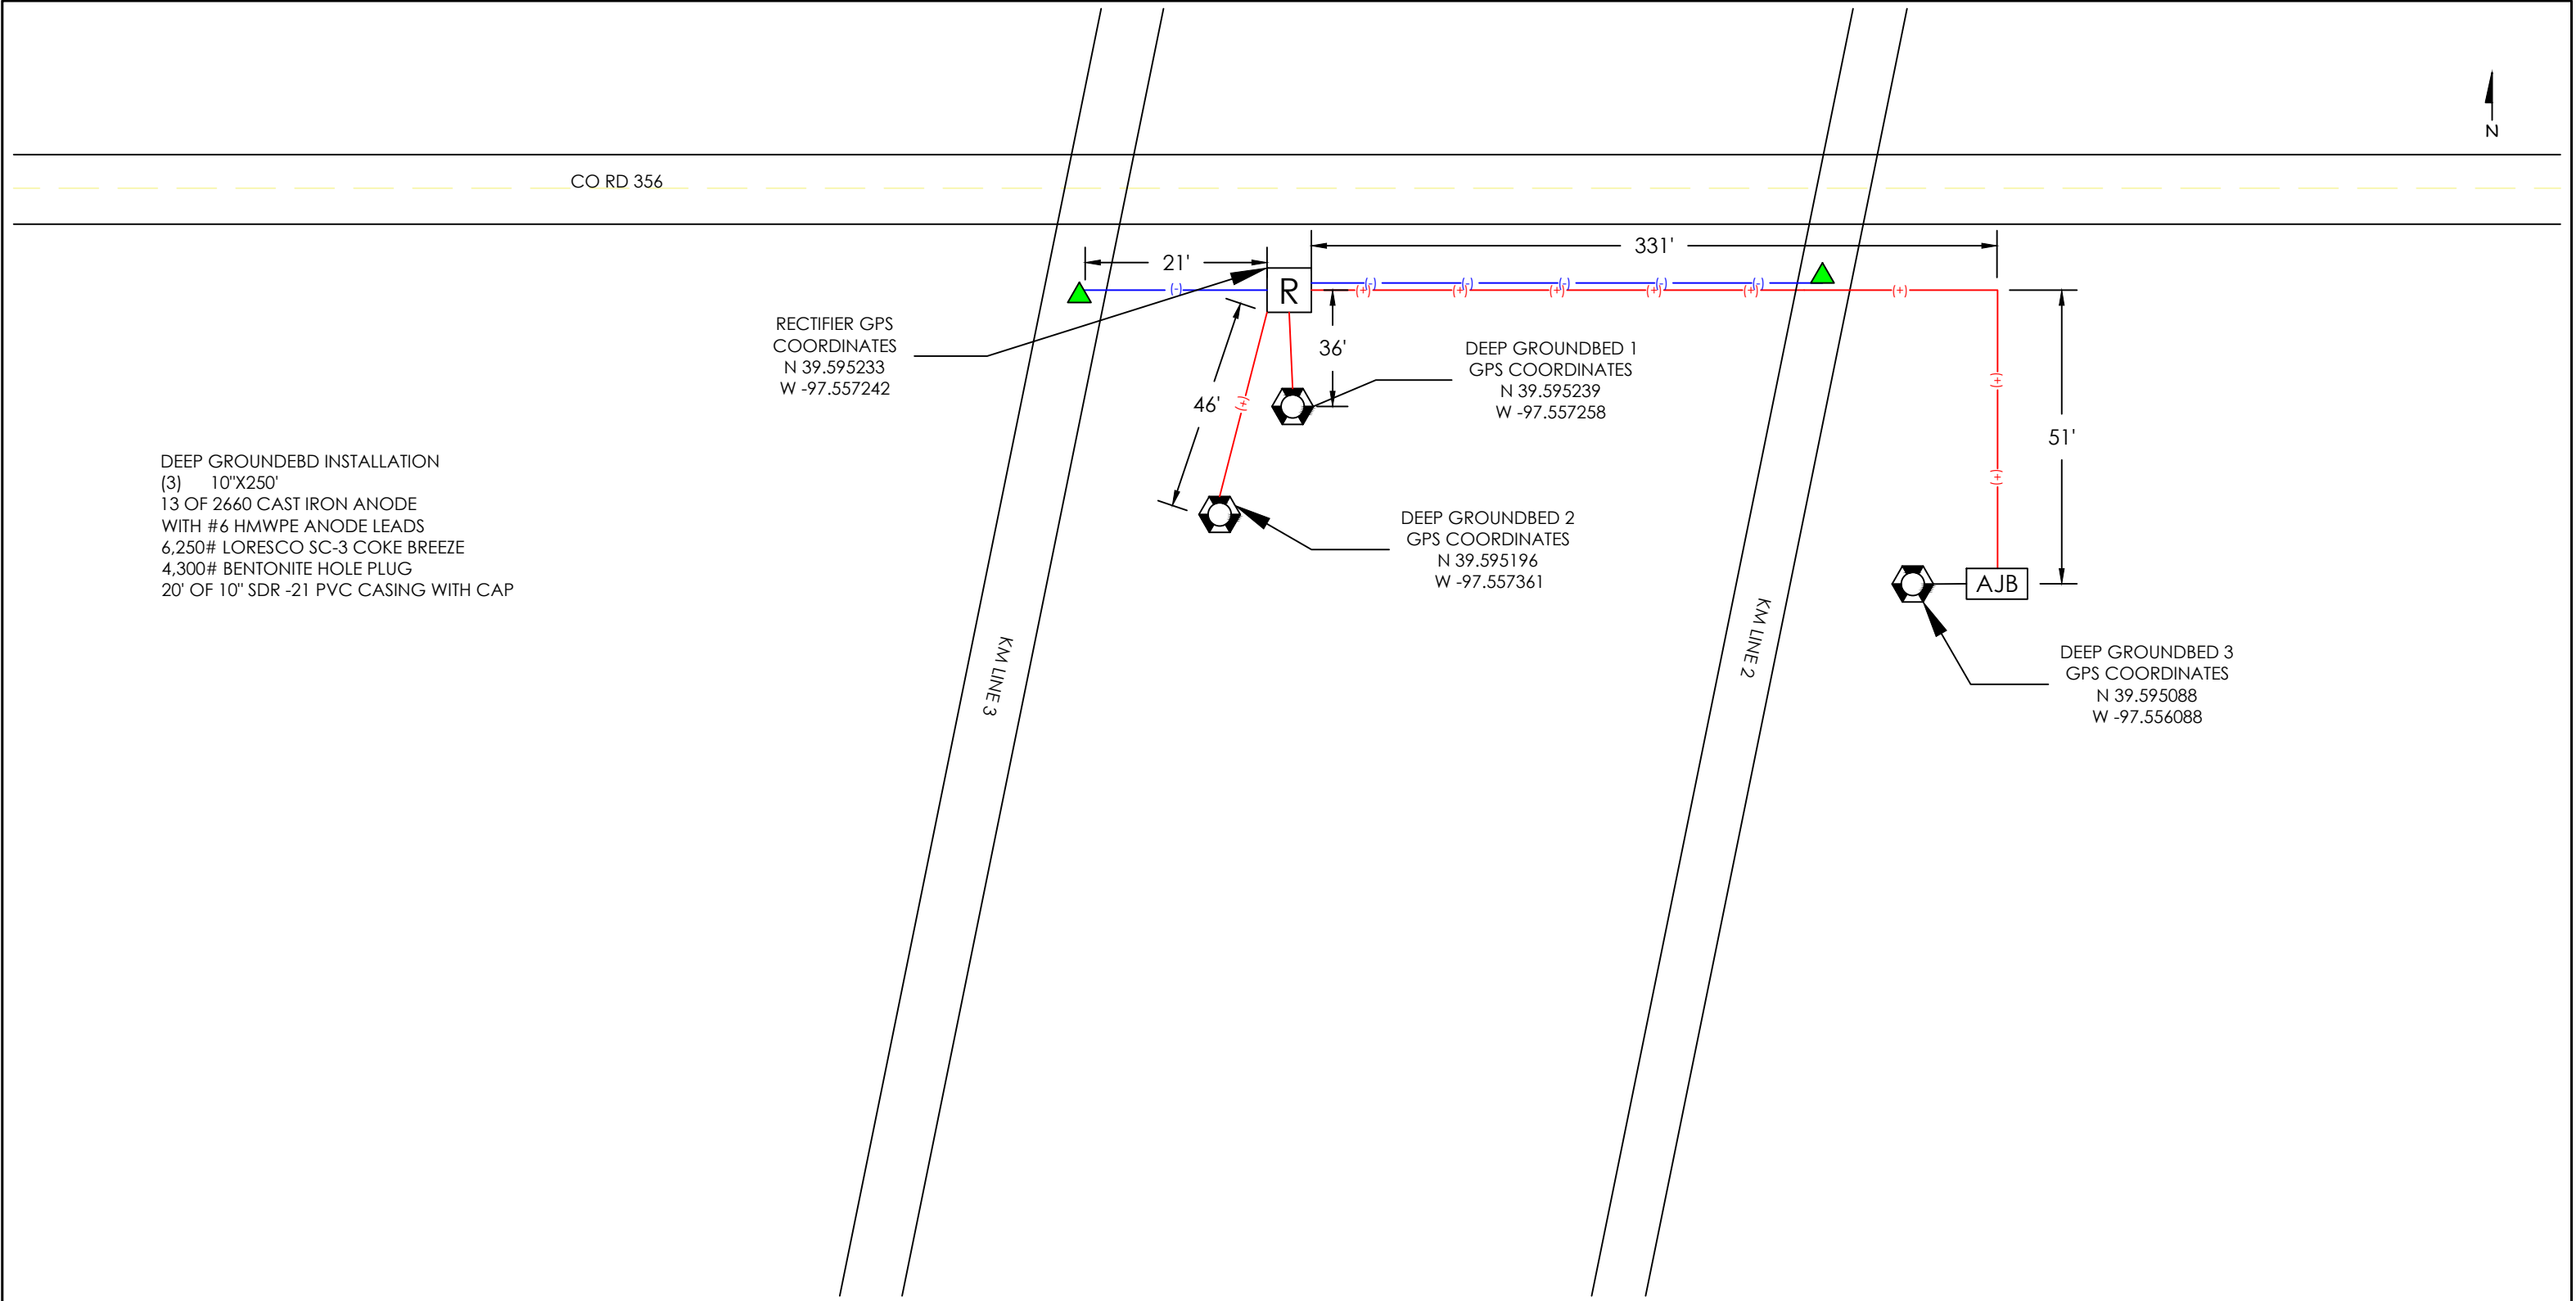 N
CO RD 356
331'
21'
(-)
R
(-)
(-)
(-)
(-)
(-)
(+)
(+)
(+)
(+)
(+)
(+)
RECTIFIER GPS
COORDINATES
N 39.595233
W -97.557242
36'
DEEP GROUNDBED 1
GPS COORDINATES
N 39.595239
W -97.557258
46'
(+)
(+)
(+)
51'
DEEP GROUNDEBD INSTALLATION
(3) 10"X250'
13 OF 2660 CAST IRON ANODE
WITH #6 HMWPE ANODE LEADS
6,250# LORESCO SC-3 COKE BREEZE
4,300# BENTONITE HOLE PLUG
20' OF 10" SDR -21 PVC CASING WITH CAP
DEEP GROUNDBED 2
GPS COORDINATES
N 39.595196
W -97.557361
AJB
KM LINE 3
KM LINE 2
DEEP GROUNDBED 3
GPS COORDINATES
N 39.595088
W -97.556088